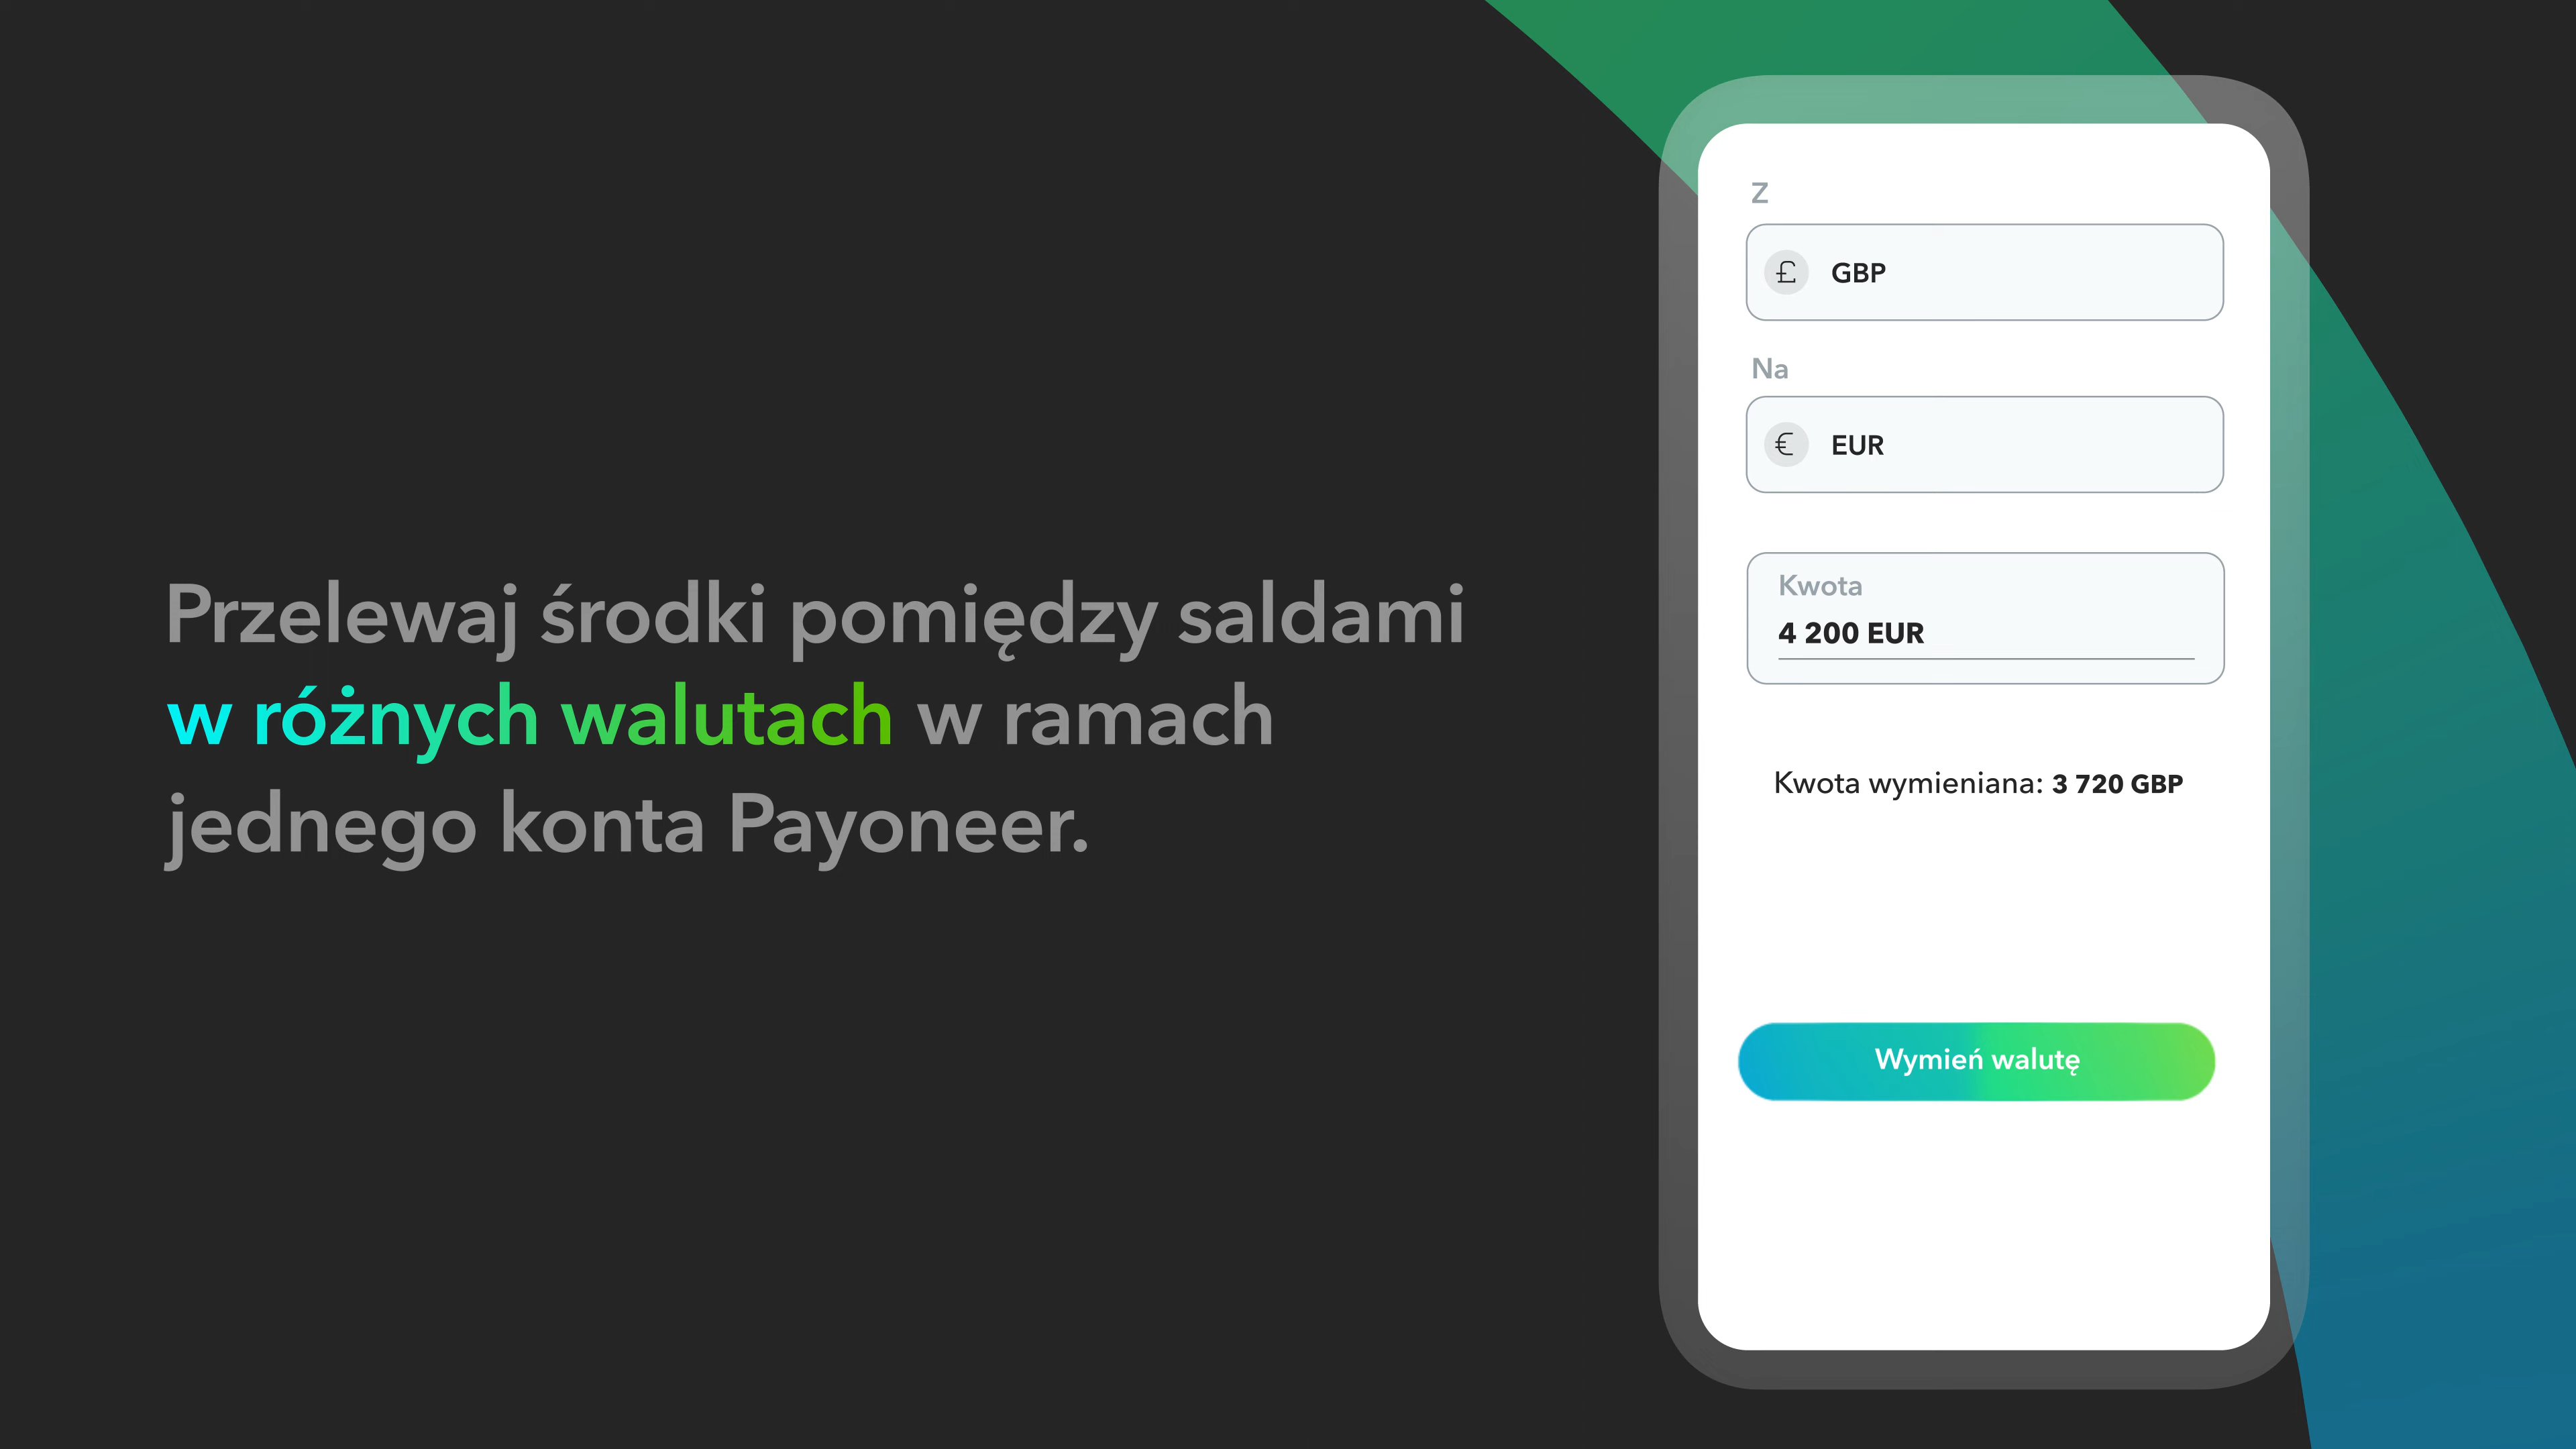 Przelewaj środki pomiędzy saldami
w różnych walutach w ramach
jednego konta Payoneer.
Z
£ GBP
Na
€ EUR
Kwota
4 200 EUR
Kwota wymieniana: 3 720 GBP
Wymień walutę